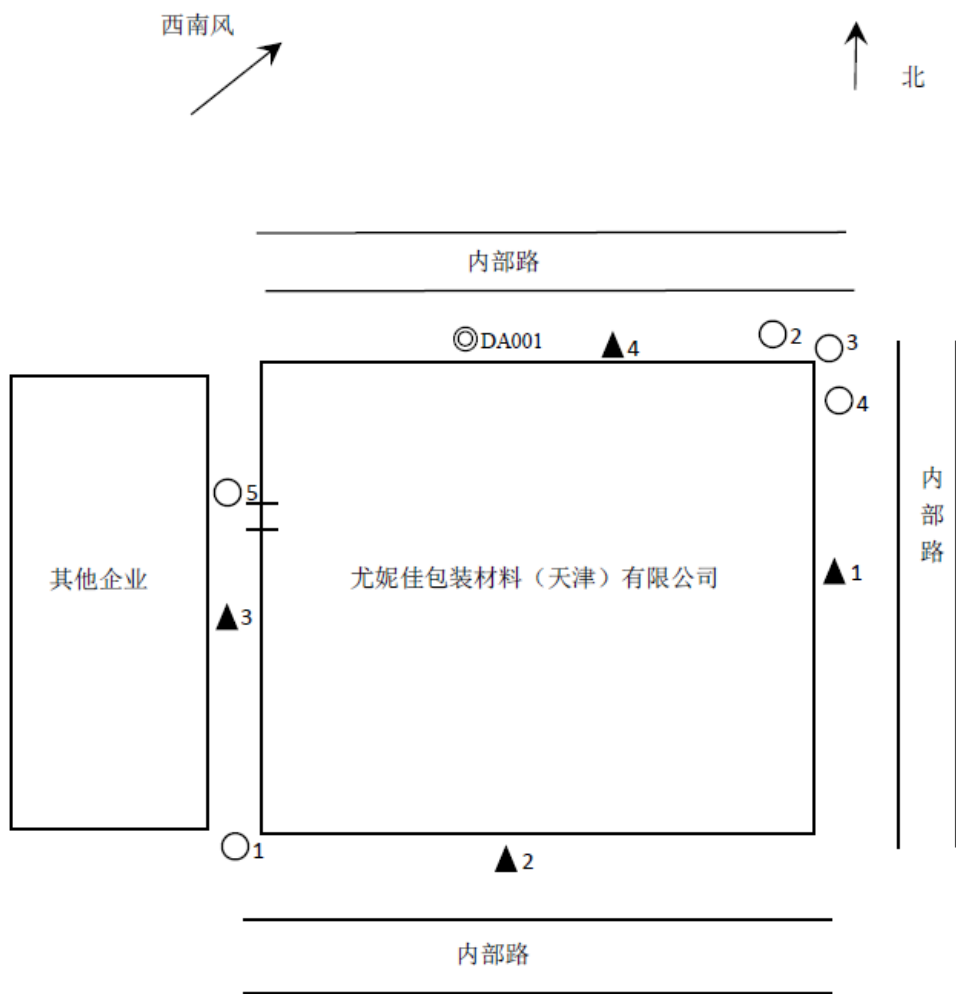 西南风
北
内部路
◎DA001
▲4
○2
○3
○4
○5
内部路
其他企业
尤妮佳包装材料（天津）有限公司
▲1
▲3
○1
▲2
内部路